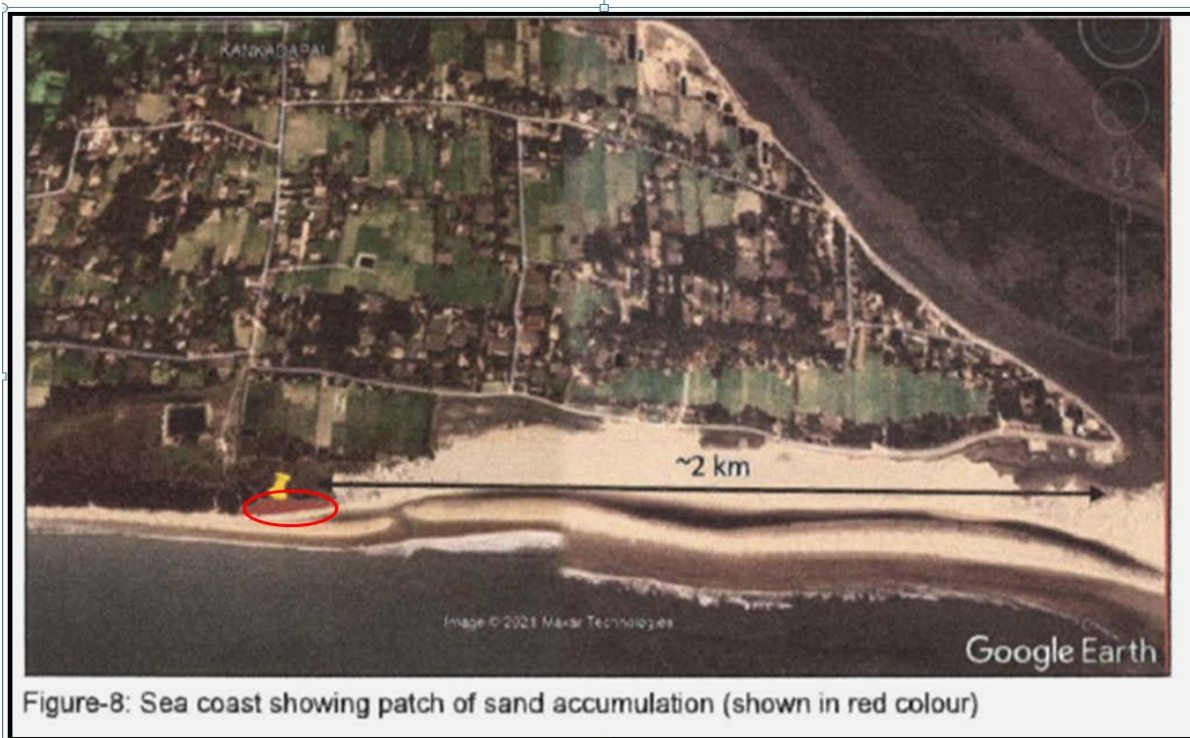 KANKADAPAL
~2 km
Image © 2021 Maxar Technologies
Google Earth
Figure-8: Sea coast showing patch of sand accumulation (shown in red colour)